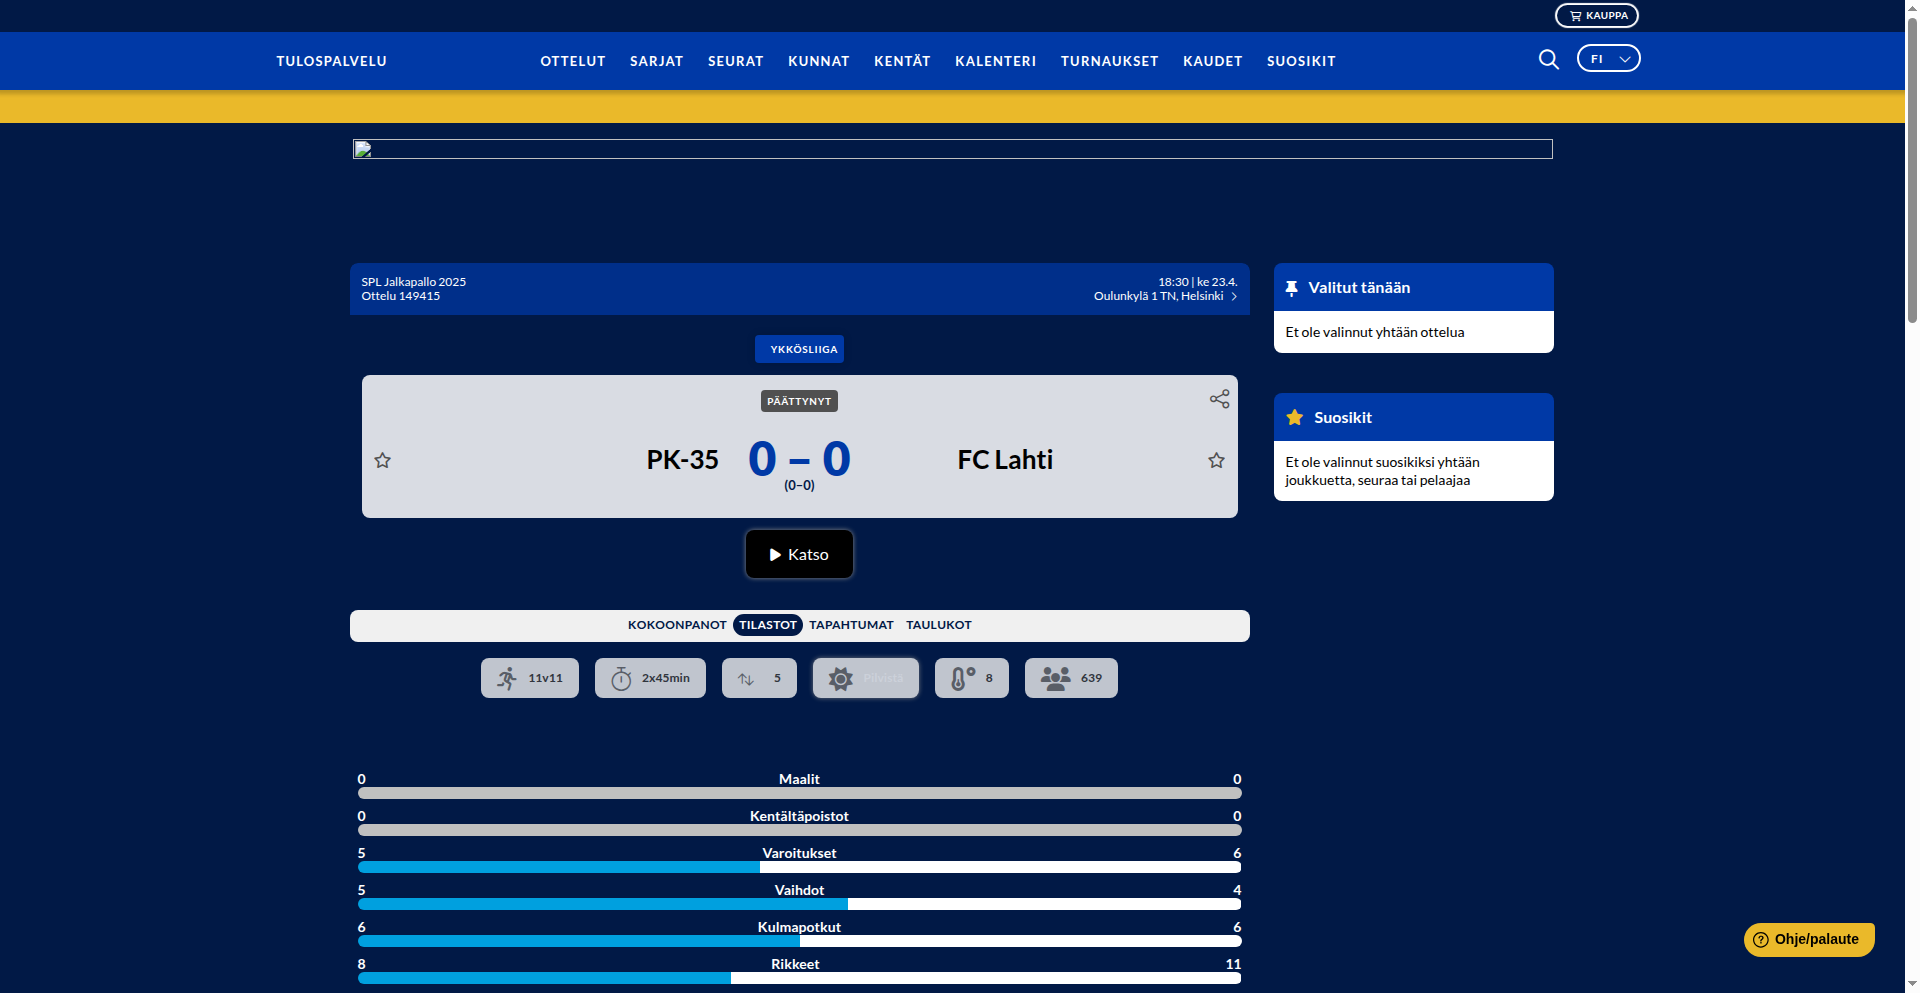 KAUPPA
TULOSPALVELU
OTTELUT SARJAT SEURAT KUNNAT KENTÄT KALENTERI TURNAUKSET KAUDET SUOSIKIT
FI
SPL Jalkapallo 2025
Ottelu 149415
18:30 | ke 23.4.
Oulunkylä 1 TN, Helsinki
YKKÖSLIIGA
PÄÄTTYNYT
PK-35 0 – 0 FC Lahti
(0–0)
Katso
KOKOONPANOT TILASTOT TAPAHTUMAT TAULUKOT
11v11 2x45min 5 Pilvistä 8 639
0 Maalit 0
0 Kentältäpoistot 0
5 Varoitukset 6
5 Vaihdot 4
6 Kulmapotkut 6
8 Rikkeet 11
Valitut tänään
Et ole valinnut yhtään ottelua
Suosikit
Et ole valinnut suosikiksi yhtään
joukkuetta, seuraa tai pelaajaa
Ohje/palaute